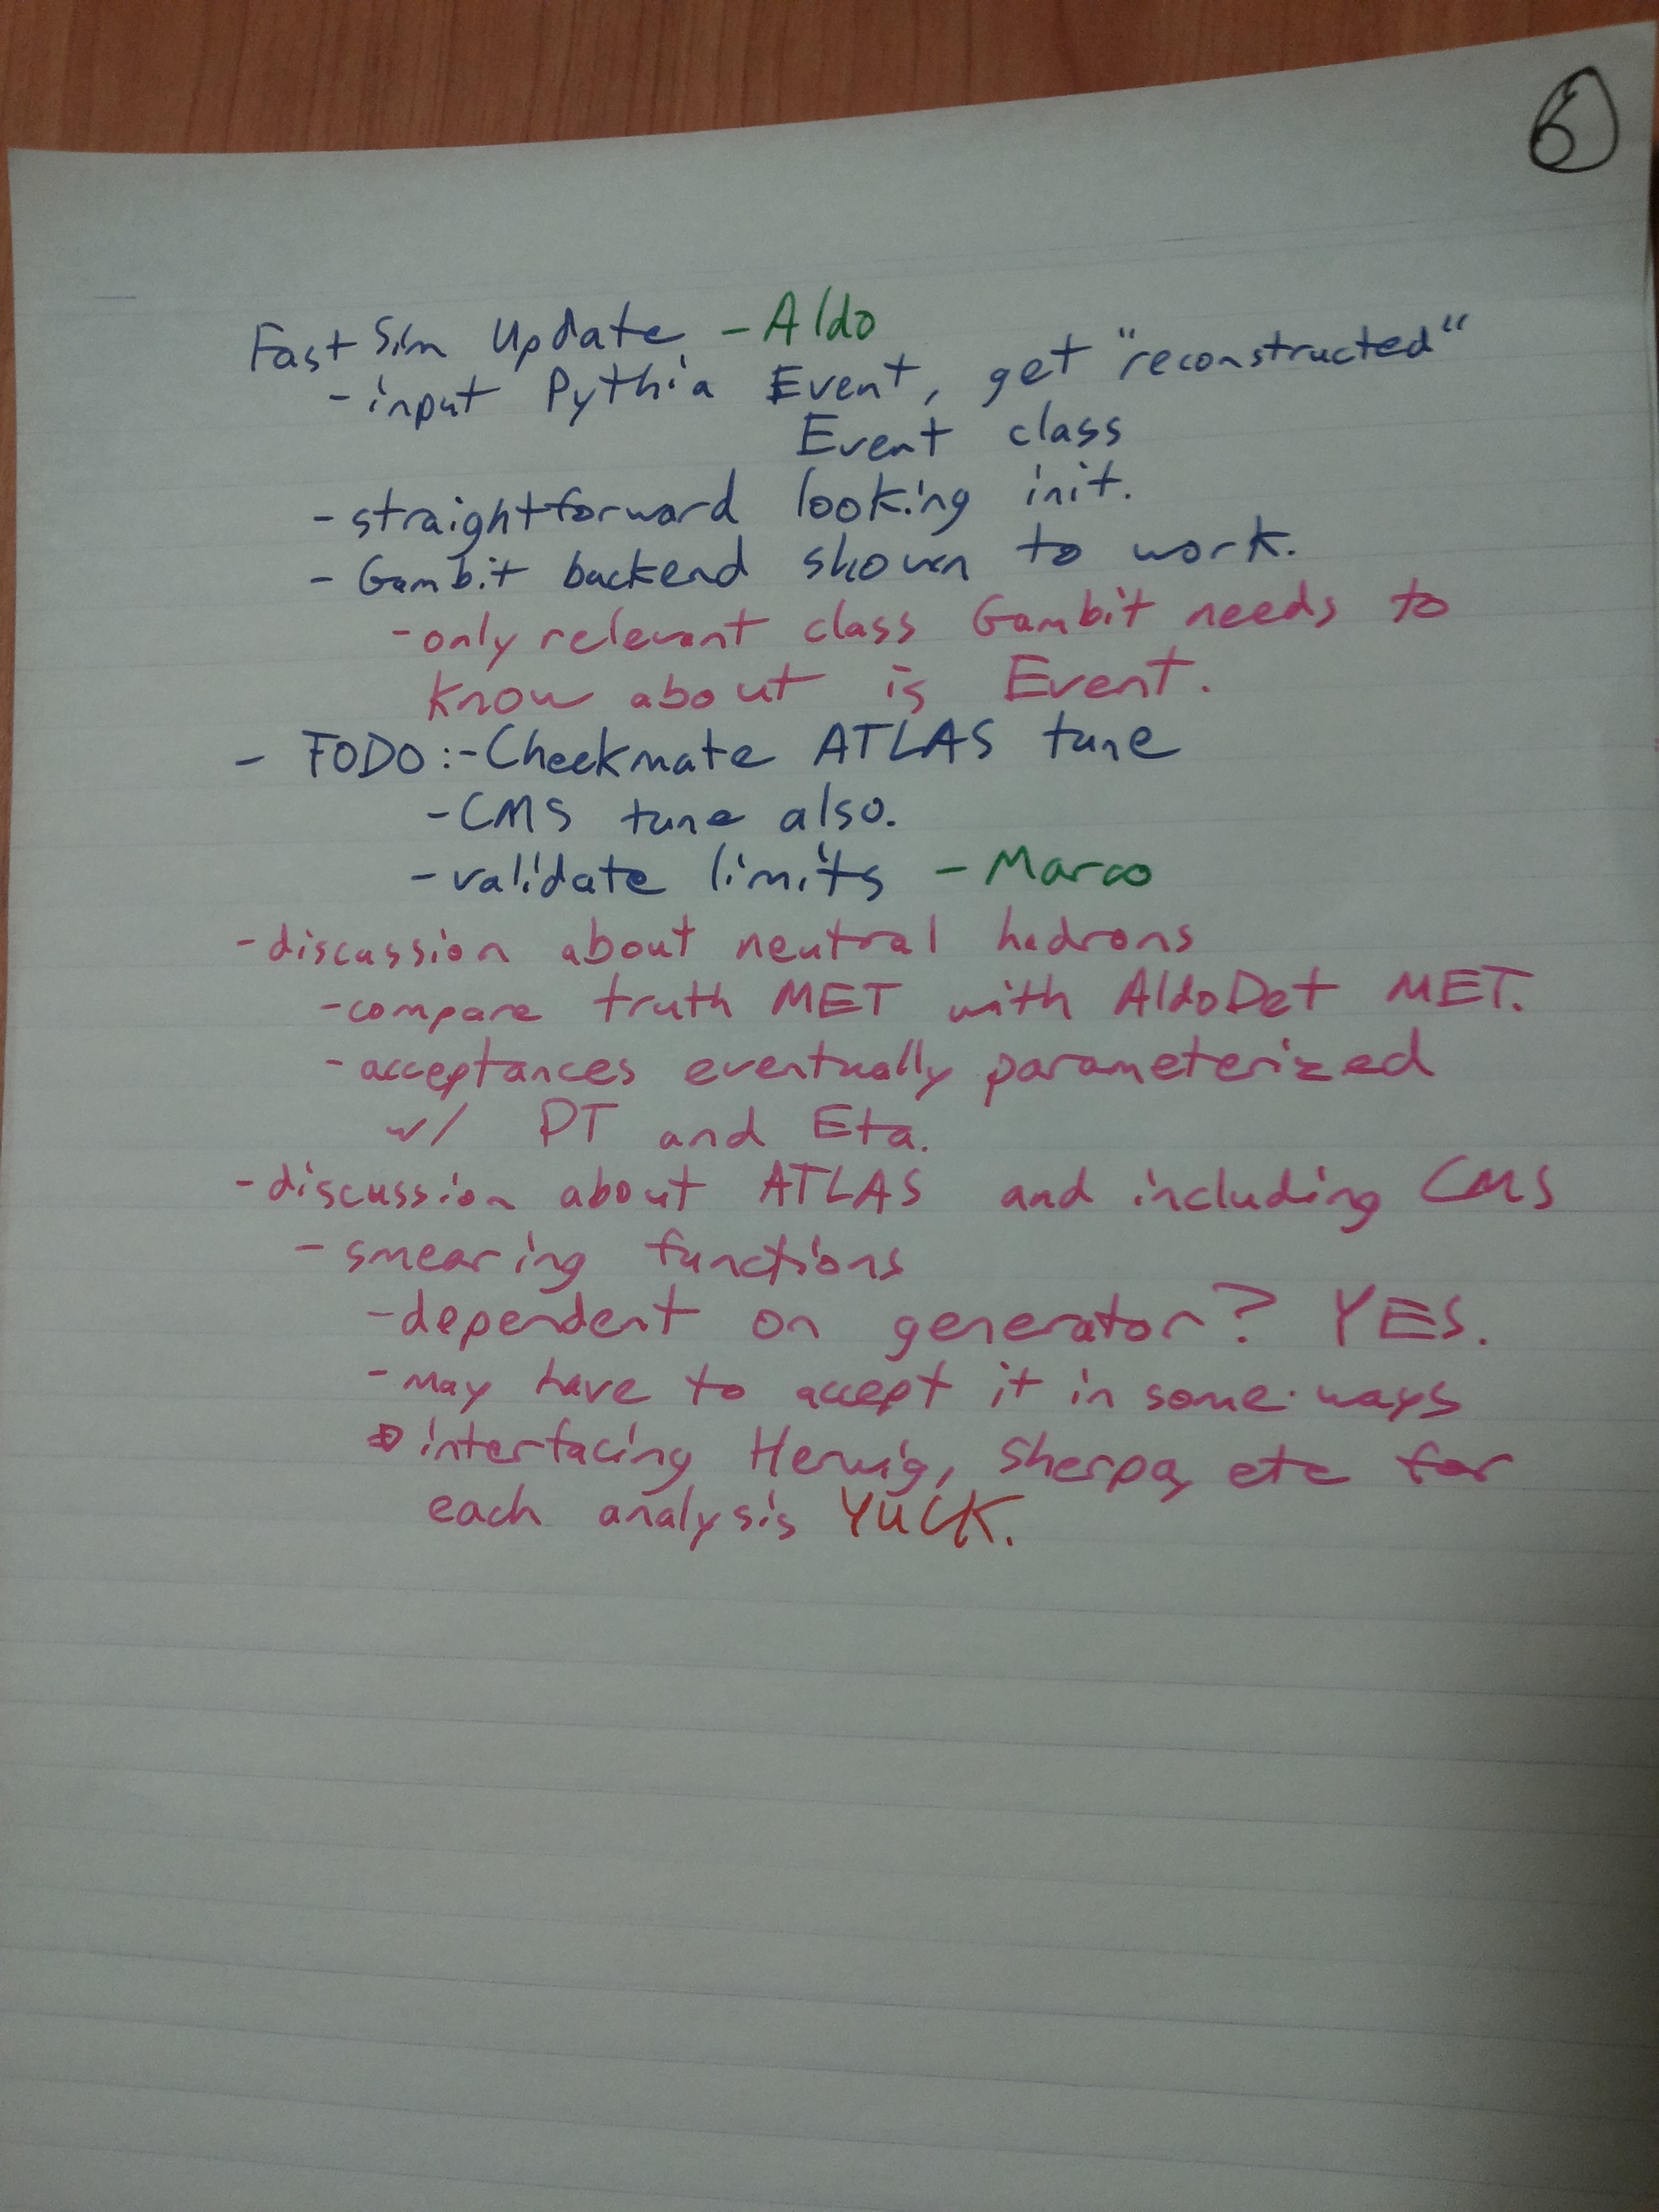 6
Fast Sim Update - Aldo
- input Pythia Event, get "reconstructed"
Event class
- straightforward looking init.
- Gambit backend shown to work.
- only relevant class Gambit needs to
know about is Event.
- TODO: - Checkmate ATLAS tune
- CMS tune also.
- validate limits - Marco
- discussion about neutral hadrons
- compare truth MET with AldoDet MET.
- acceptances eventually parameterized
w/ PT and Eta.
- discussion about ATLAS and including CMS
- smearing functions
- dependent on generator? YES.
- may have to accept it in some ways
⇒ interfacing Herwig, Sherpa, etc for
each analysis YUCK.